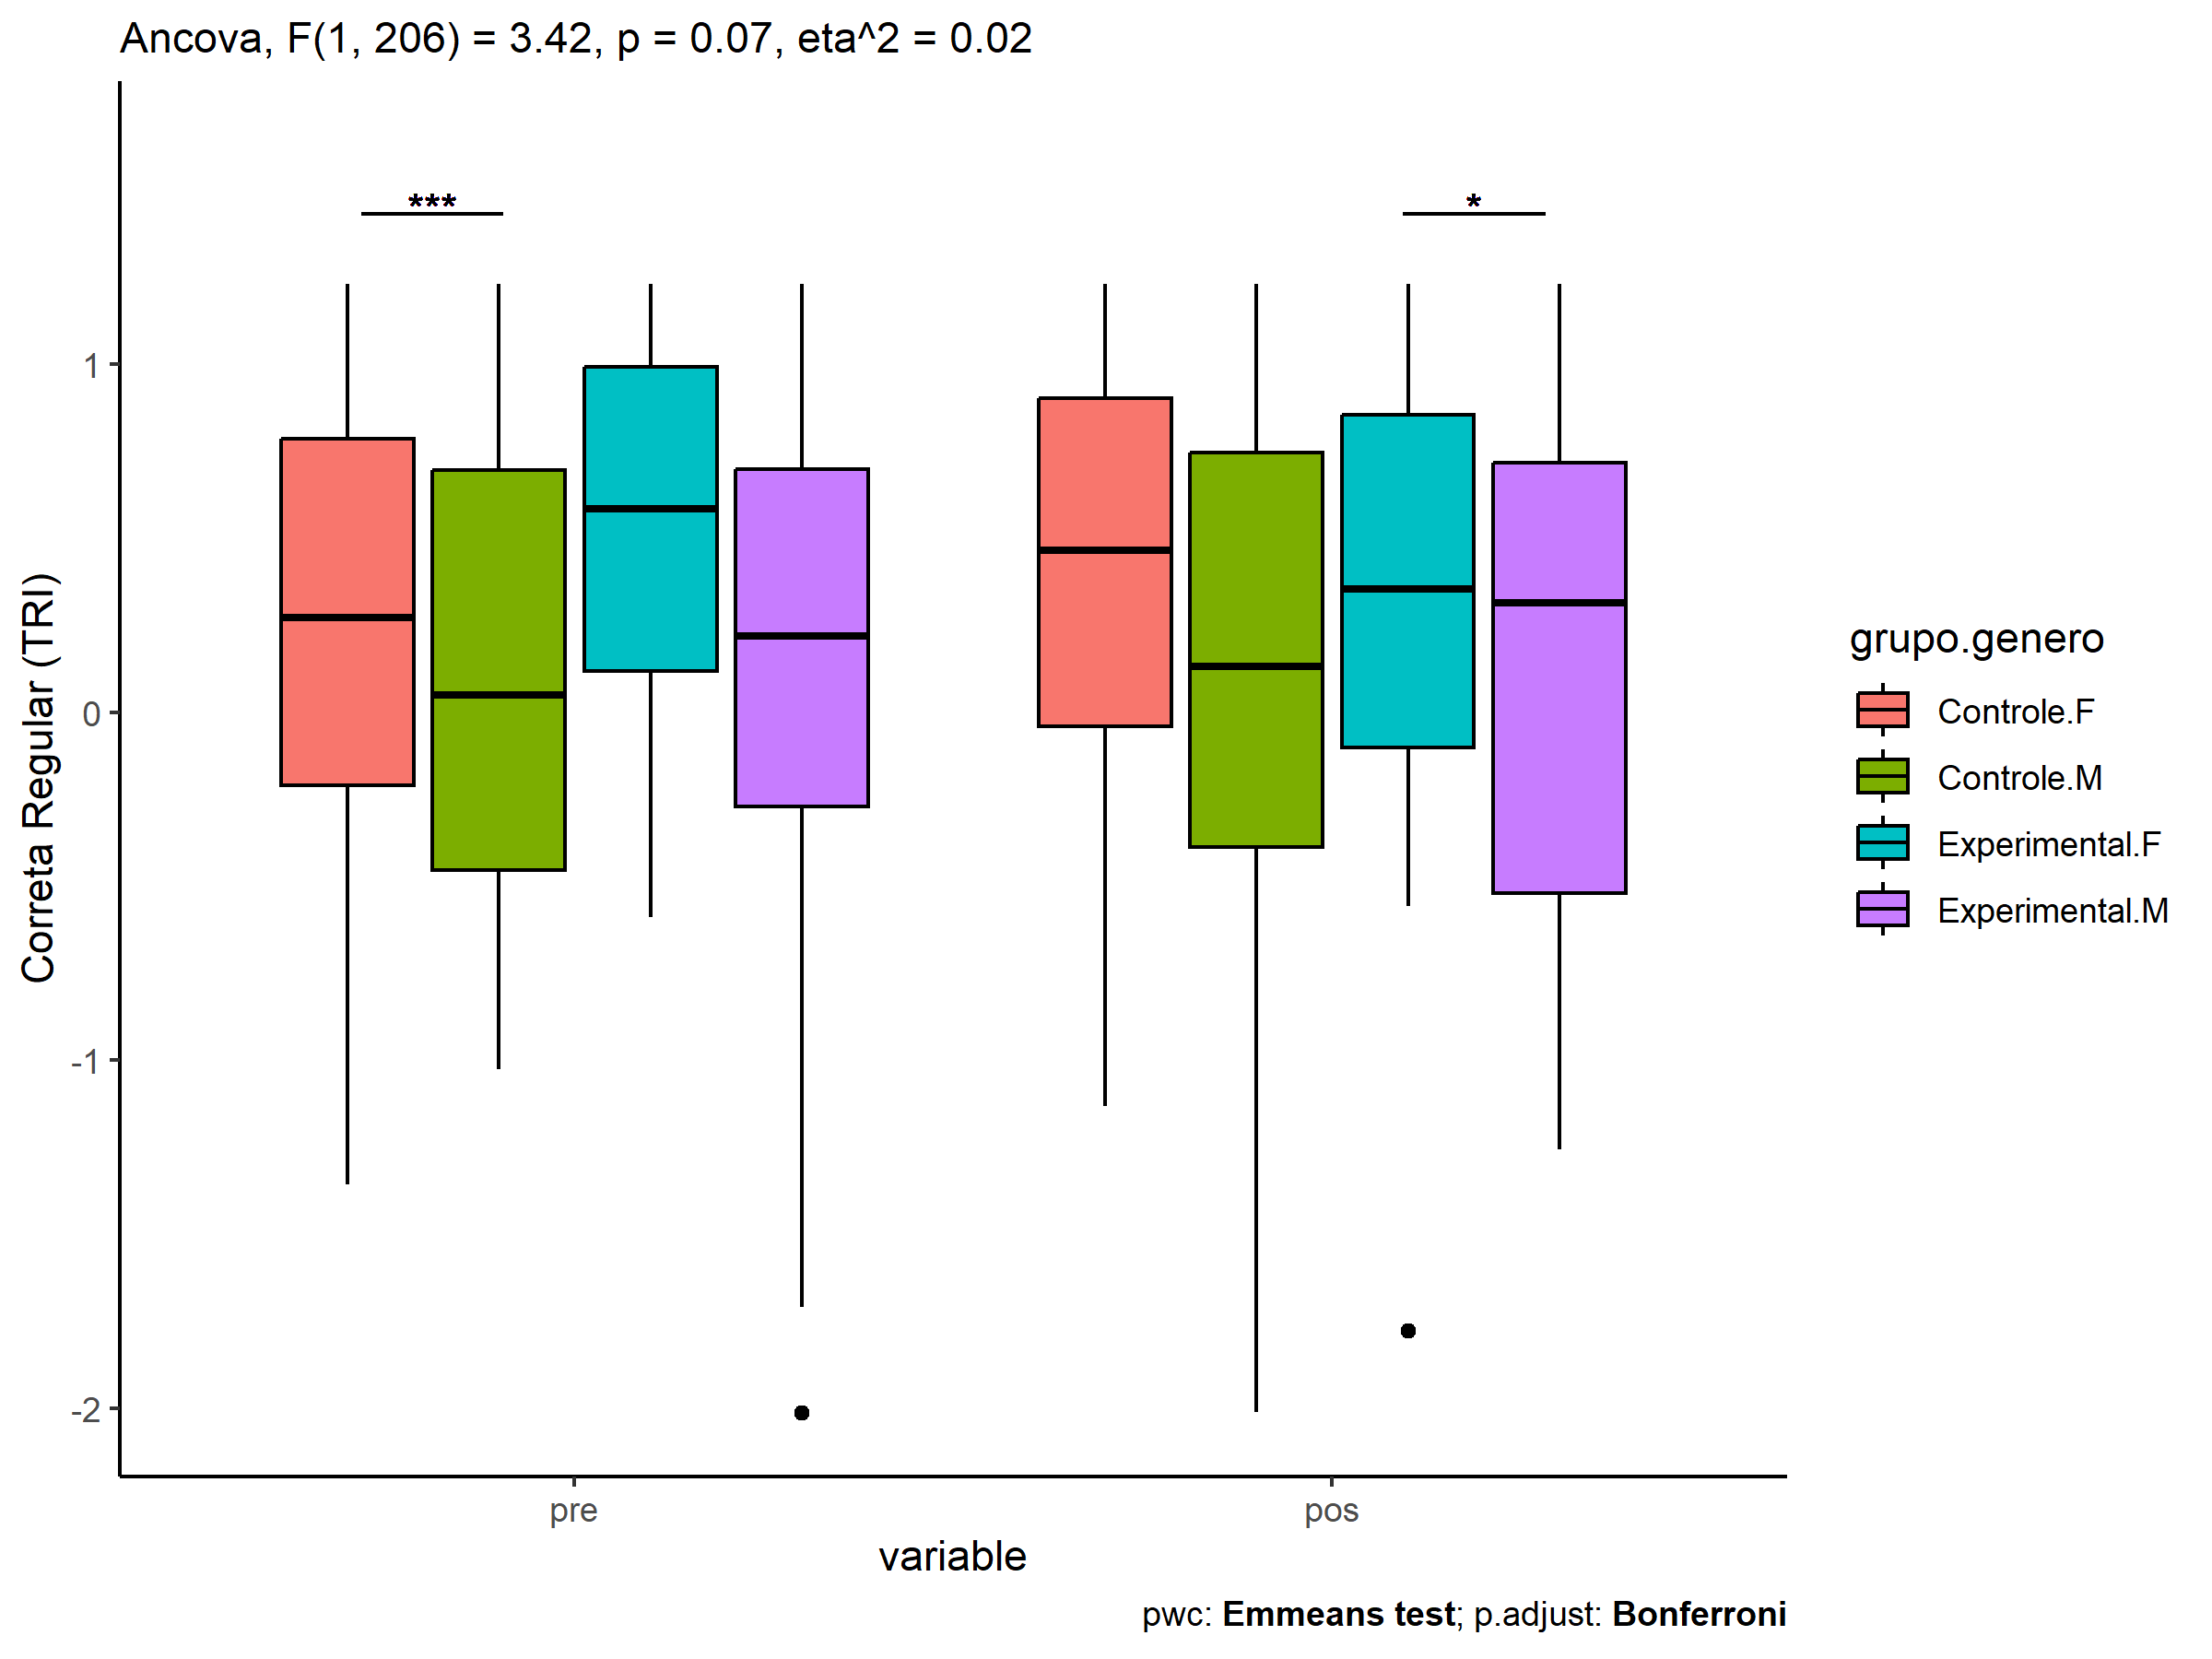 Ancova, F(1, 206) = 3.42, p = 0.07, eta^2 = 0.02
***
*
1
0
-1
-2
Correta Regular (TRI)
pre
pos
variable
grupo.genero
Controle.F
Controle.M
Experimental.F
Experimental.M
pwc: Emmeans test; p.adjust: Bonferroni